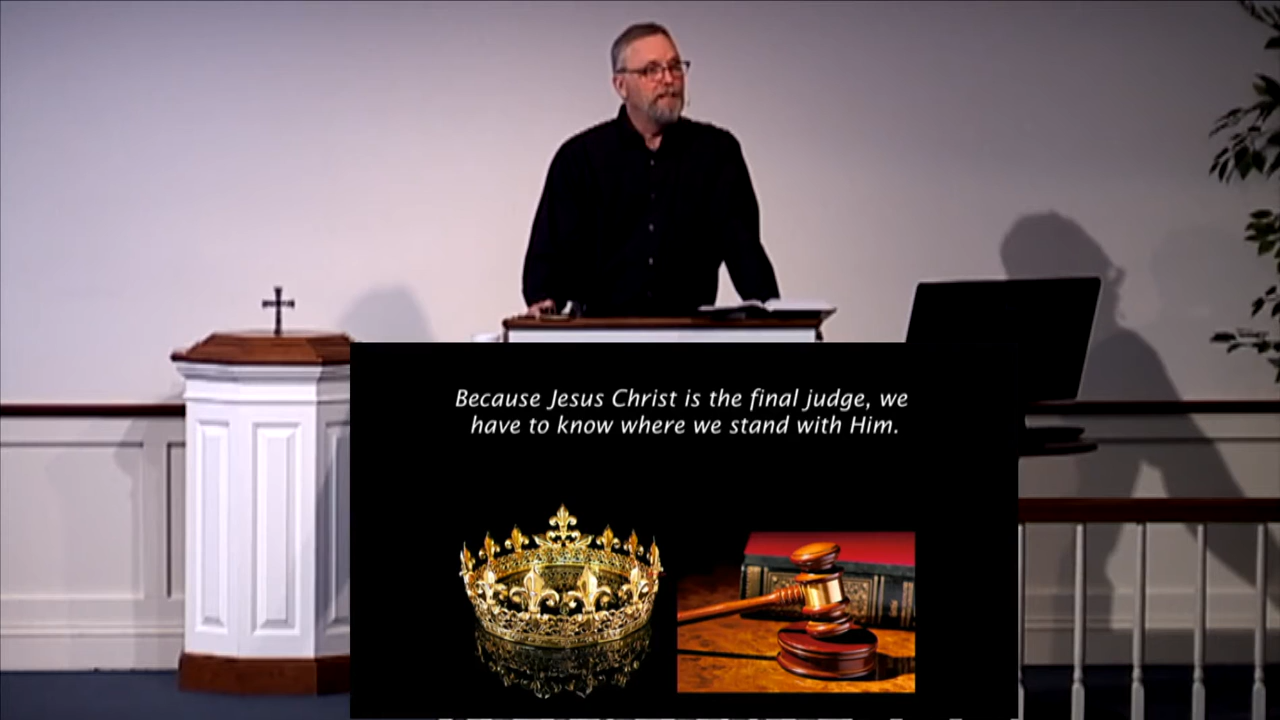 Because Jesus Christ is the final judge, we
have to know where we stand with Him.